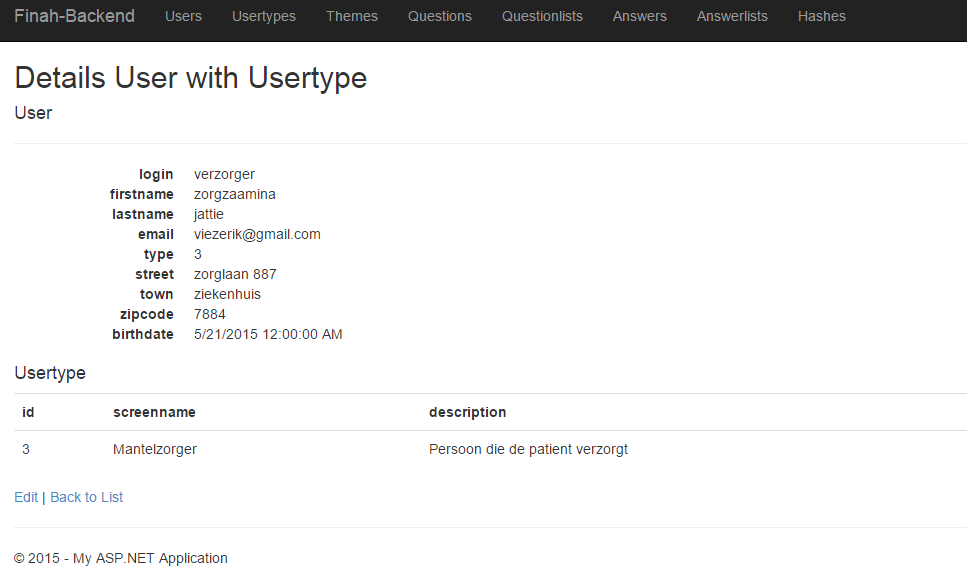 Finah-Backend Users Usertypes Themes Questions Questionlists Answers Answerlists Hashes
Details User with Usertype
User
login verzorger
firstname zorgzaamina
lastname jattie
email viezerik@gmail.com
type 3
street zorglaan 887
town ziekenhuis
zipcode 7884
birthdate 5/21/2015 12:00:00 AM
Usertype
id screenname description
3 Mantelzorger Persoon die de patient verzorgt
Edit | Back to List
© 2015 - My ASP.NET Application